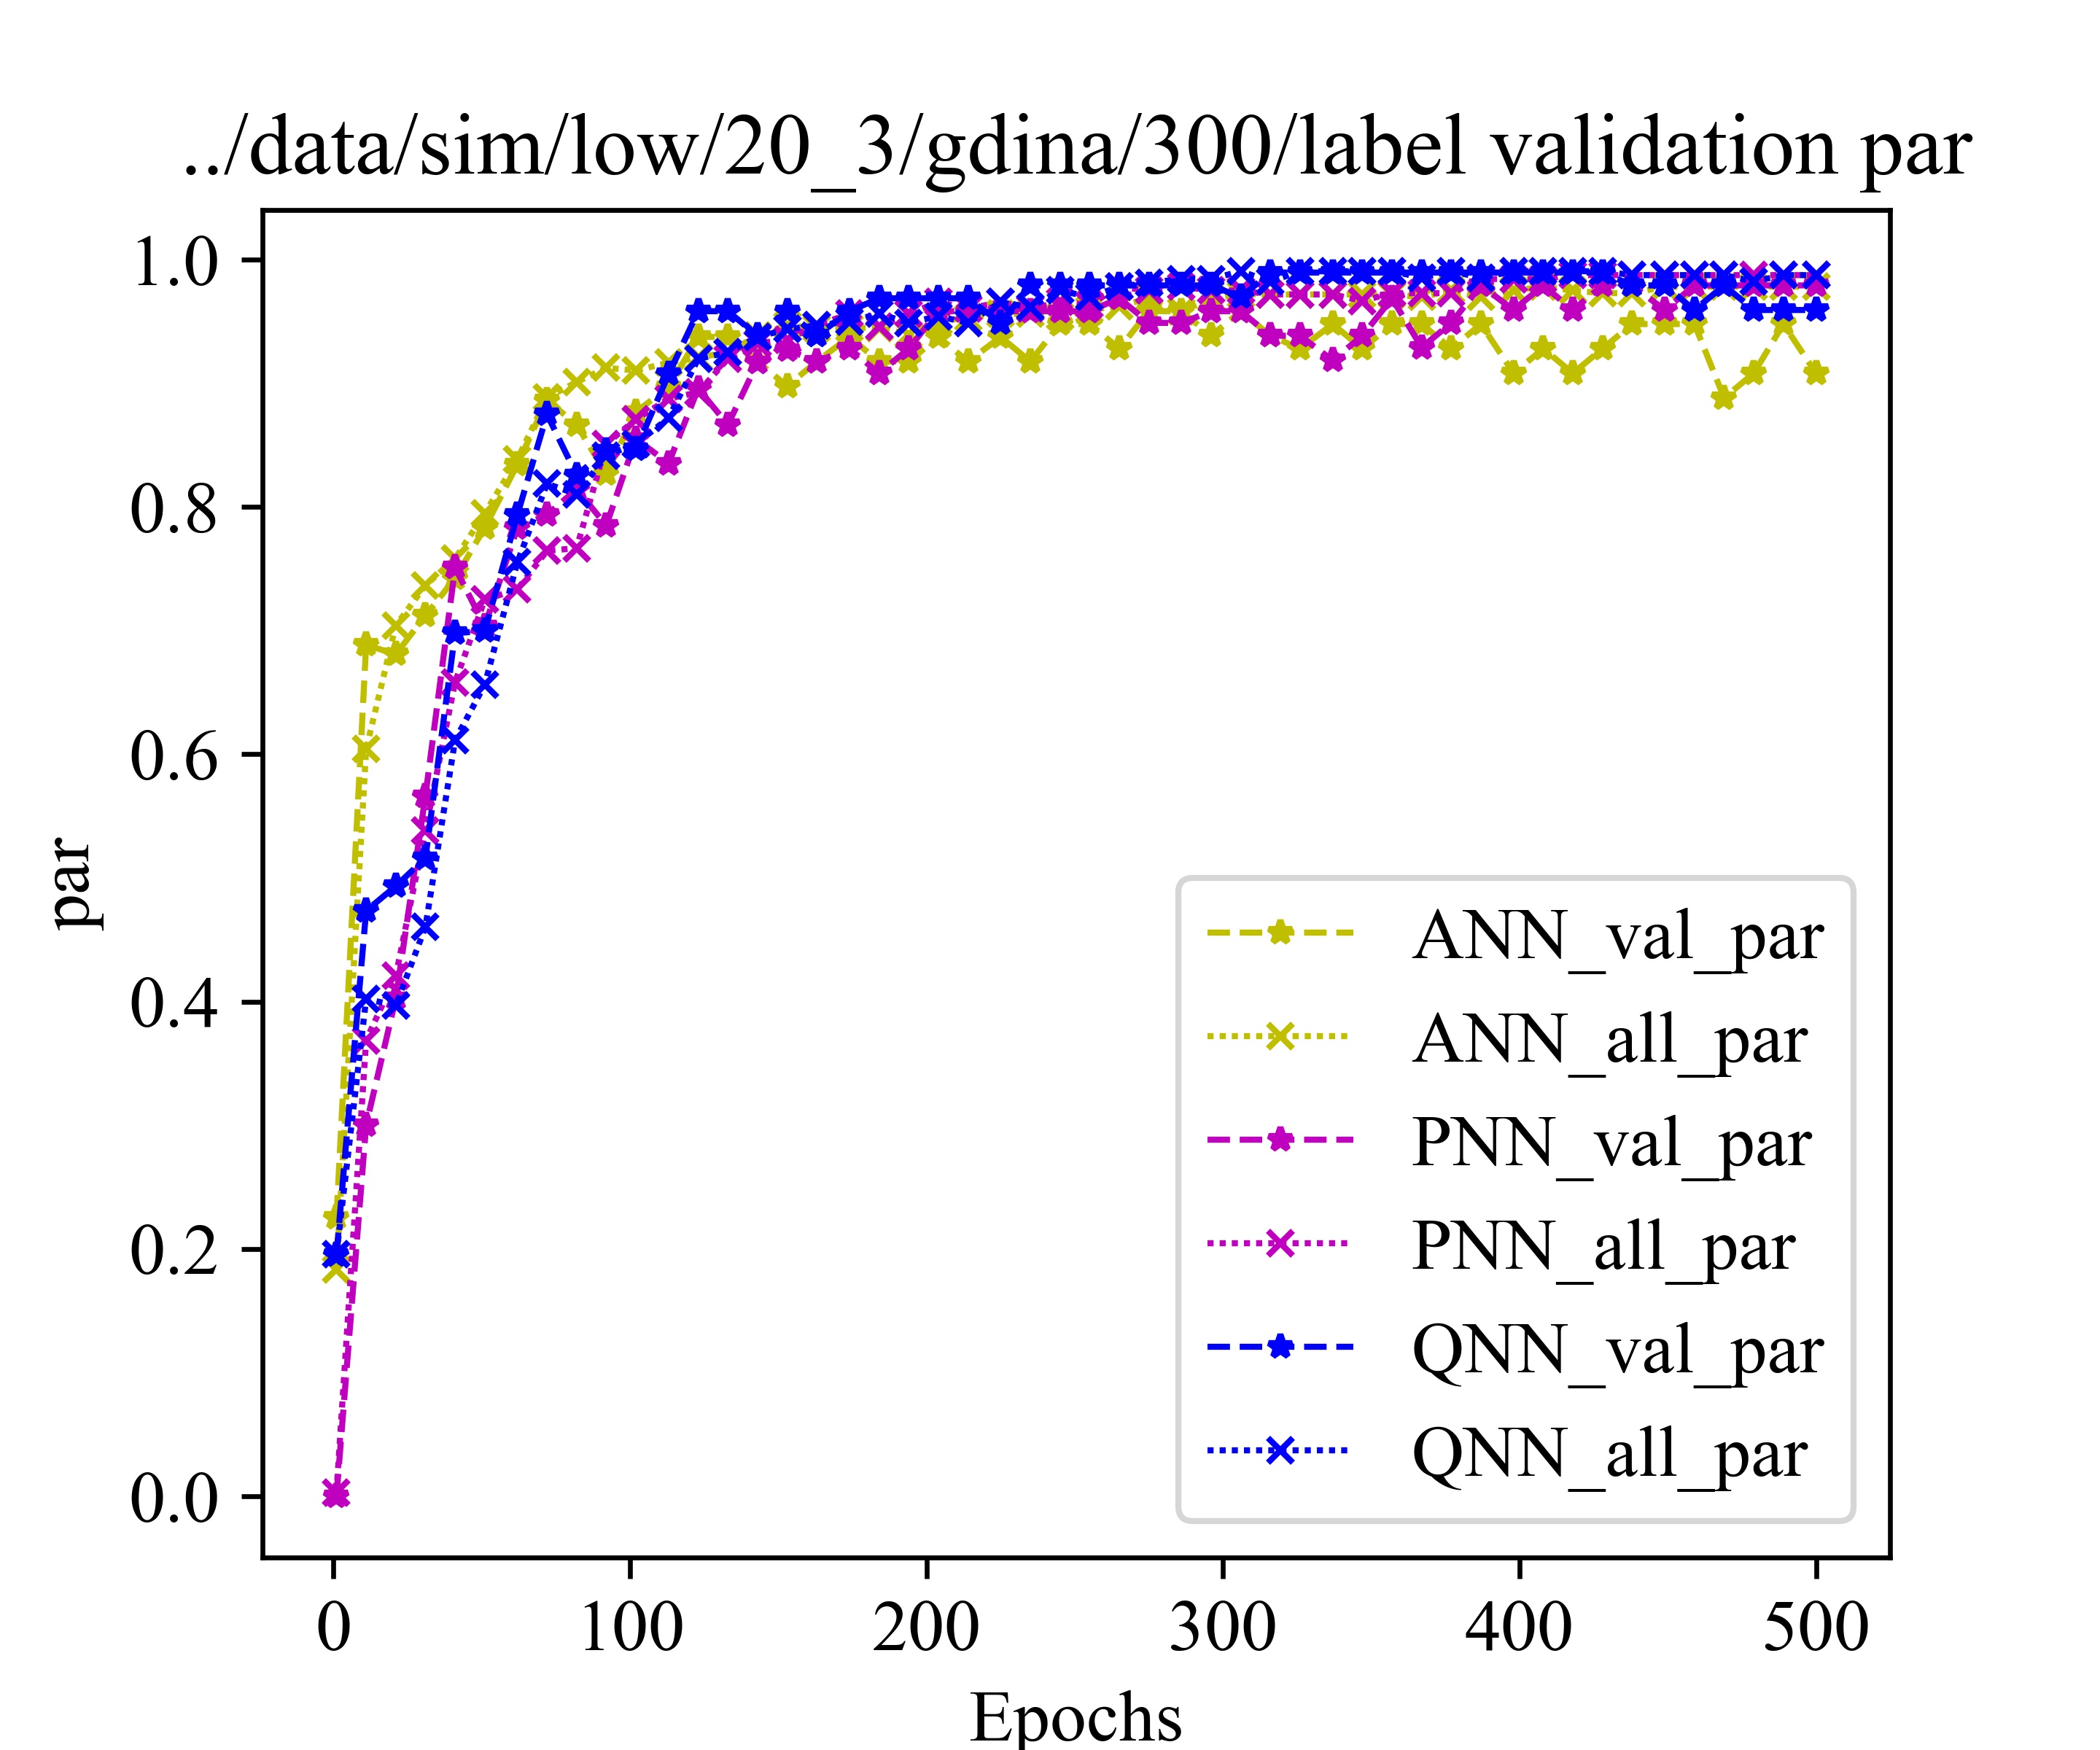 ../data/sim/low/20_3/gdina/300/label validation par
1.0
0.8
0.6
0.4
0.2
0.0
par
ANN_val_par
ANN_all_par
PNN_val_par
PNN_all_par
QNN_val_par
QNN_all_par
0 100 200 300 400 500
Epochs